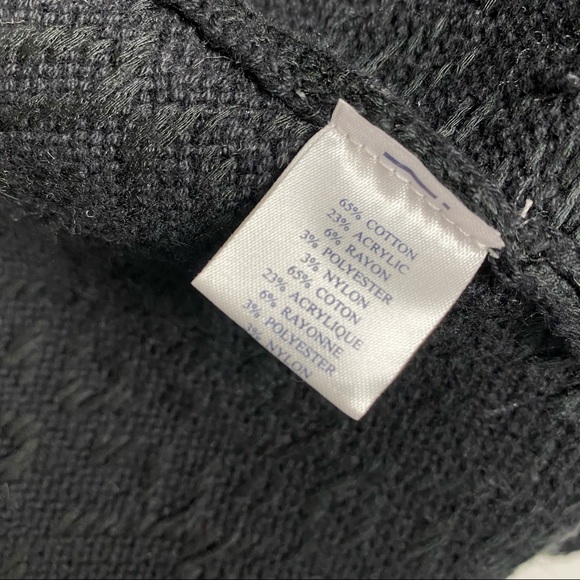 65% COTTON
23% ACRYLIC
6% RAYON
3% POLYESTER
3% NYLON
65% COTON
23% ACRYLIQUE
6% RAYONNE
3% POLYESTER
3% NYLON